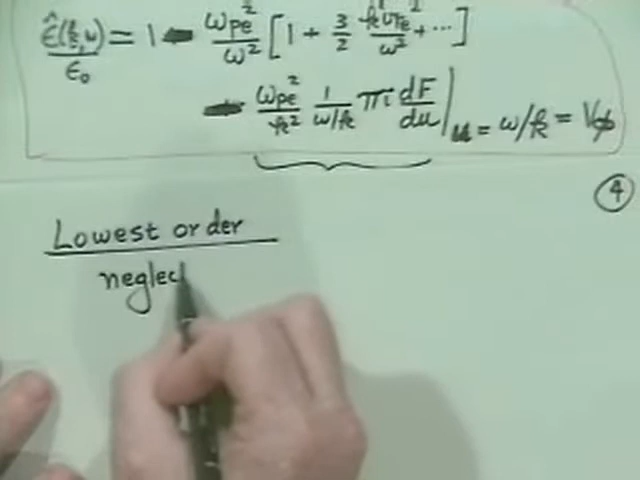 ε̂(k,ω)/ε₀ = 1 - ωpe²/ω² [1 + 3/2 k²vTe²/ω² + ...]
- ωpe²/k² 1/(ω/k) πi dF/du |u = ω/k = Vφ
4
Lowest order
neglec